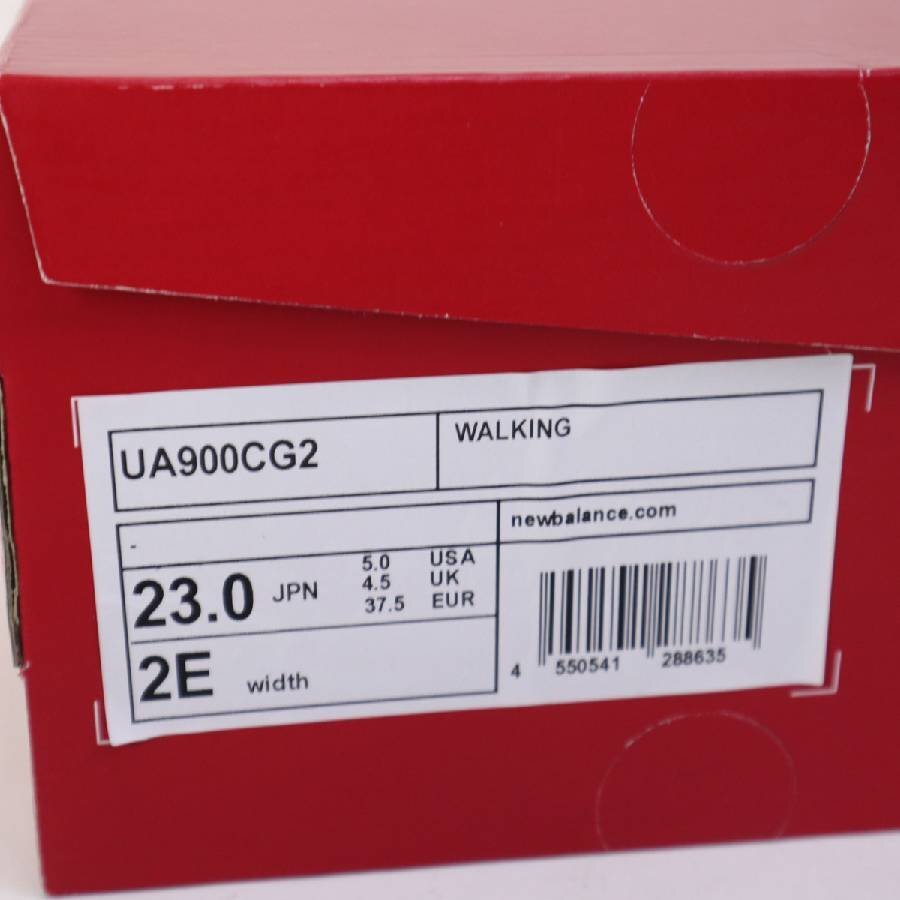 UA900CG2
WALKING
-
newbalance.com
23.0 JPN
5.0 USA
4.5 UK
37.5 EUR
2E width
4 550541 288635